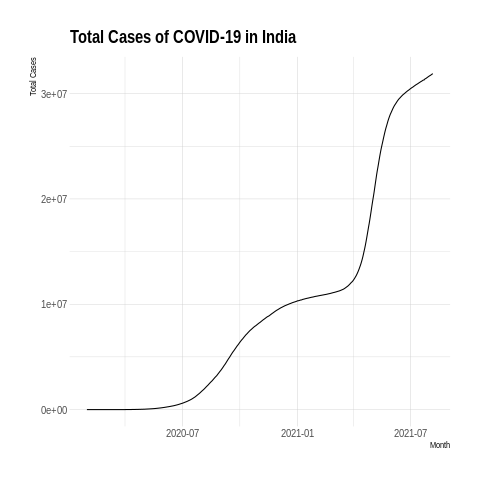 Total Cases of COVID-19 in India
Total Cases
3e+07
2e+07
1e+07
0e+00
2020-07 2021-01 2021-07
Month